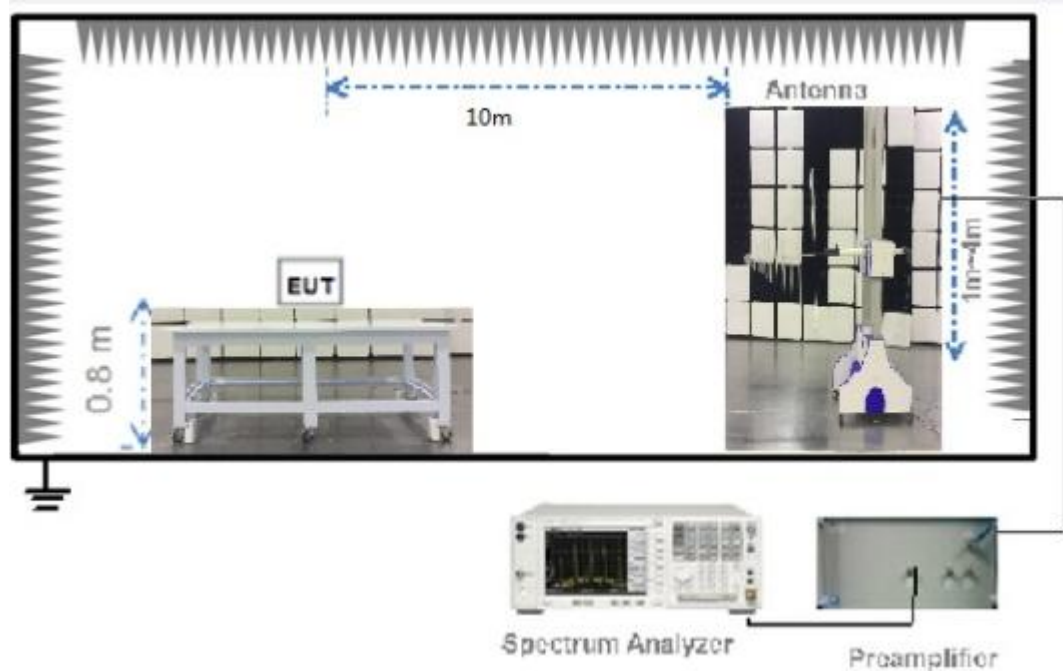 10m
Antenna
1m~4m
EUT
0.8 m
Spectrum Analyzer
Preamplifier